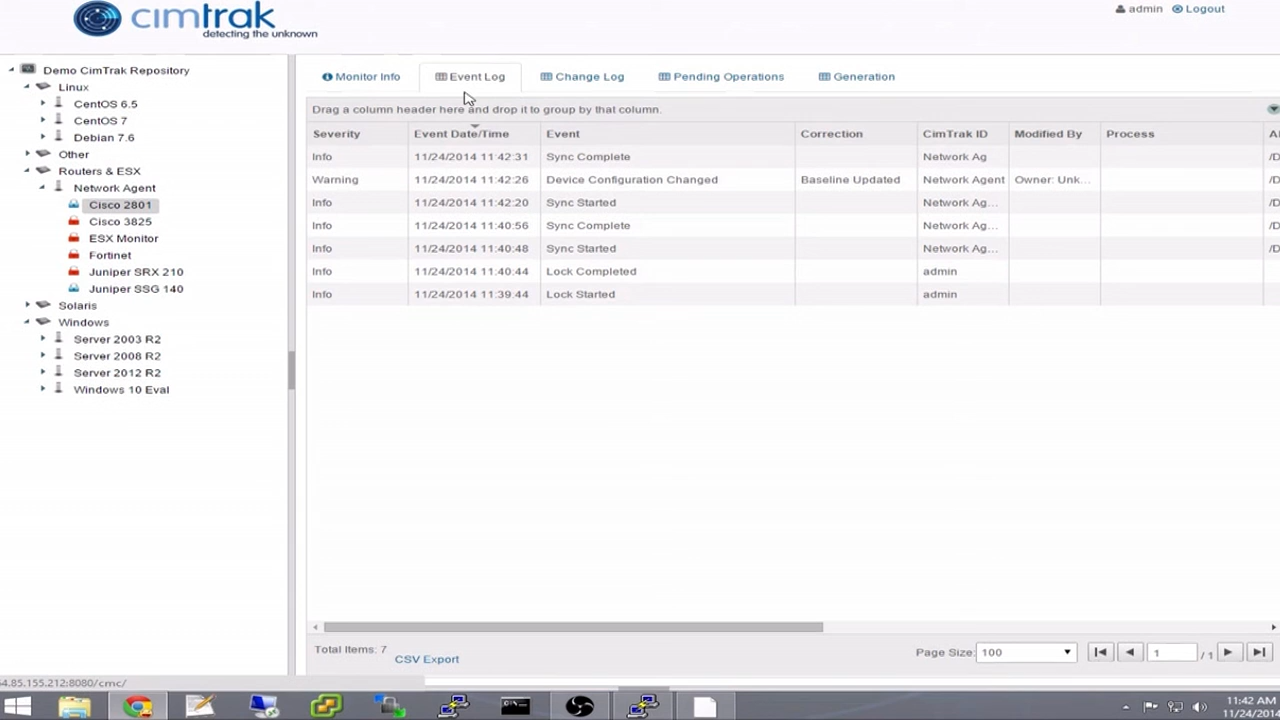 cimtrak
detecting the unknown
admin Logout
Demo CimTrak Repository
Linux
CentOS 6.5
CentOS 7
Debian 7.6
Other
Routers & ESX
Network Agent
Cisco 2801
Cisco 3825
ESX Monitor
Fortinet
Juniper SRX 210
Juniper SSG 140
Solaris
Windows
Server 2003 R2
Server 2008 R2
Server 2012 R2
Windows 10 Eval
Monitor Info Event Log Change Log Pending Operations Generation
Drag a column header here and drop it to group by that column.
Severity Event Date/Time Event Correction CimTrak ID Modified By Process
Info 11/24/2014 11:42:31 Sync Complete Network Ag /D
Warning 11/24/2014 11:42:26 Device Configuration Changed Baseline Updated Network Agent Owner: Unk... /D
Info 11/24/2014 11:42:20 Sync Started Network Ag... /D
Info 11/24/2014 11:40:56 Sync Complete Network Ag... /D
Info 11/24/2014 11:40:48 Sync Started Network Ag... /D
Info 11/24/2014 11:40:44 Lock Completed admin
Info 11/24/2014 11:39:44 Lock Started admin
Total Items: 7 CSV Export Page Size: 100 1 / 1
4.85.155.212:8080/cmc/
11:42 AM
11/24/2014